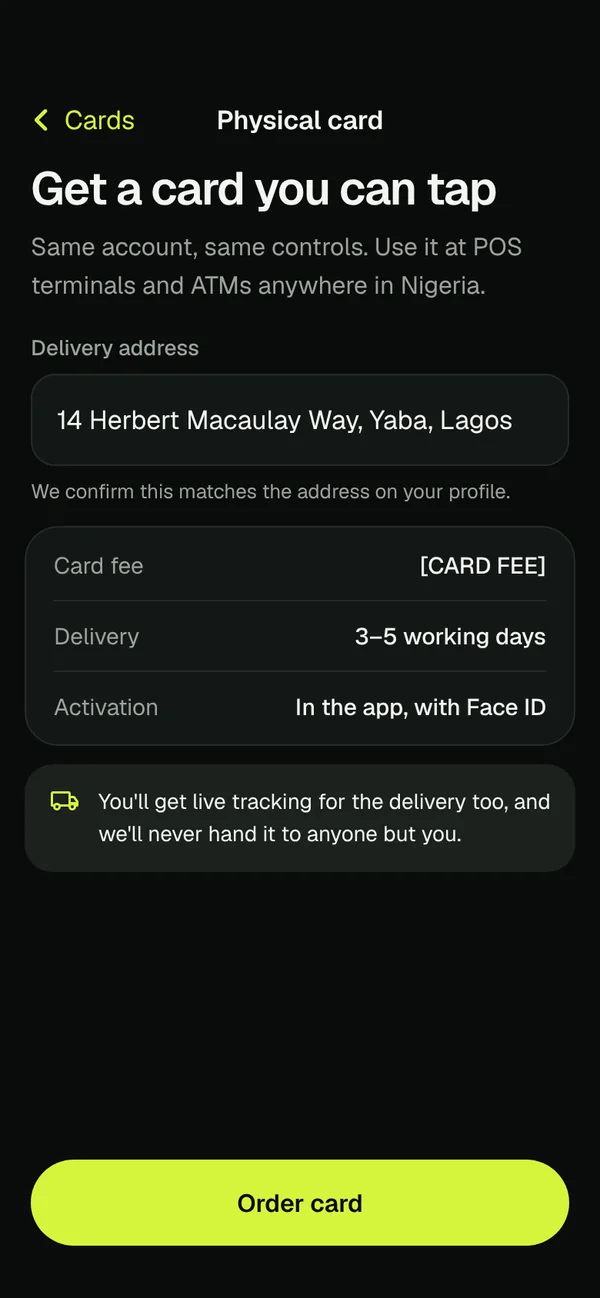 Cards
Physical card
Get a card you can tap
Same account, same controls. Use it at POS
terminals and ATMs anywhere in Nigeria.
Delivery address
14 Herbert Macaulay Way, Yaba, Lagos
We confirm this matches the address on your profile.
Card fee [CARD FEE]
Delivery 3–5 working days
Activation In the app, with Face ID
You'll get live tracking for the delivery too, and
we'll never hand it to anyone but you.
Order card